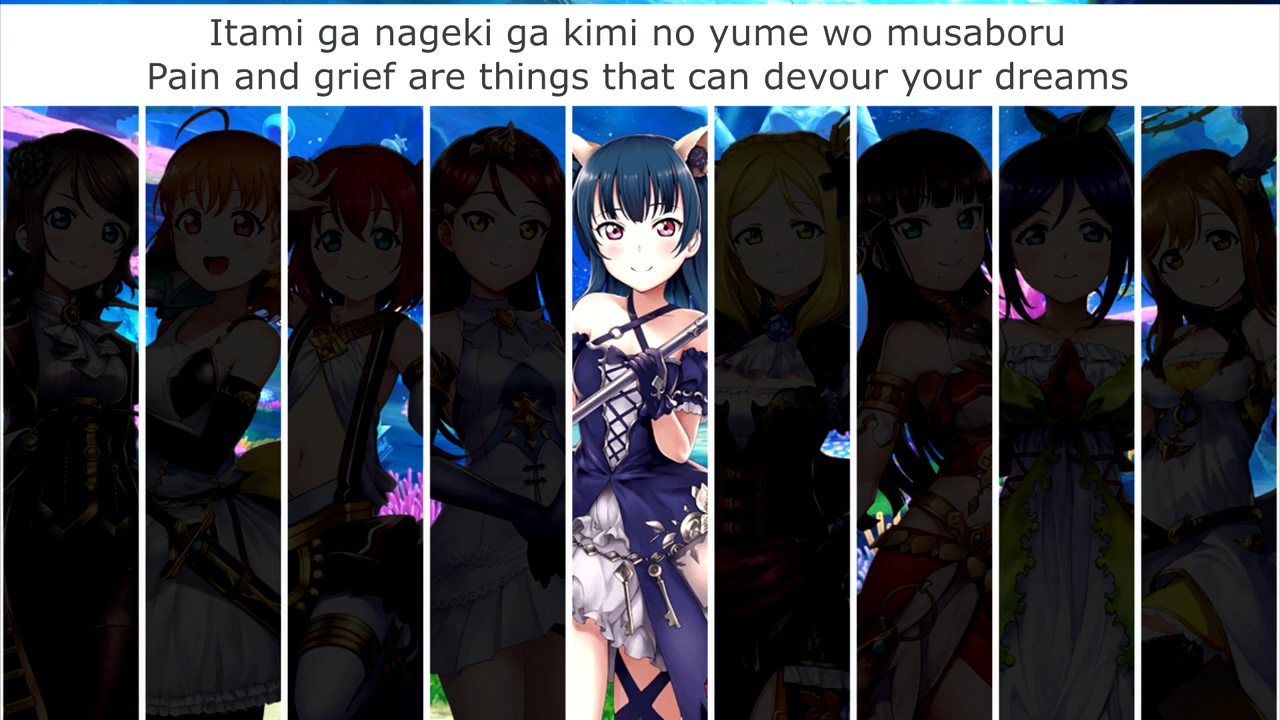 Itami ga nageki ga kimi no yume wo musaboru
Pain and grief are things that can devour your dreams